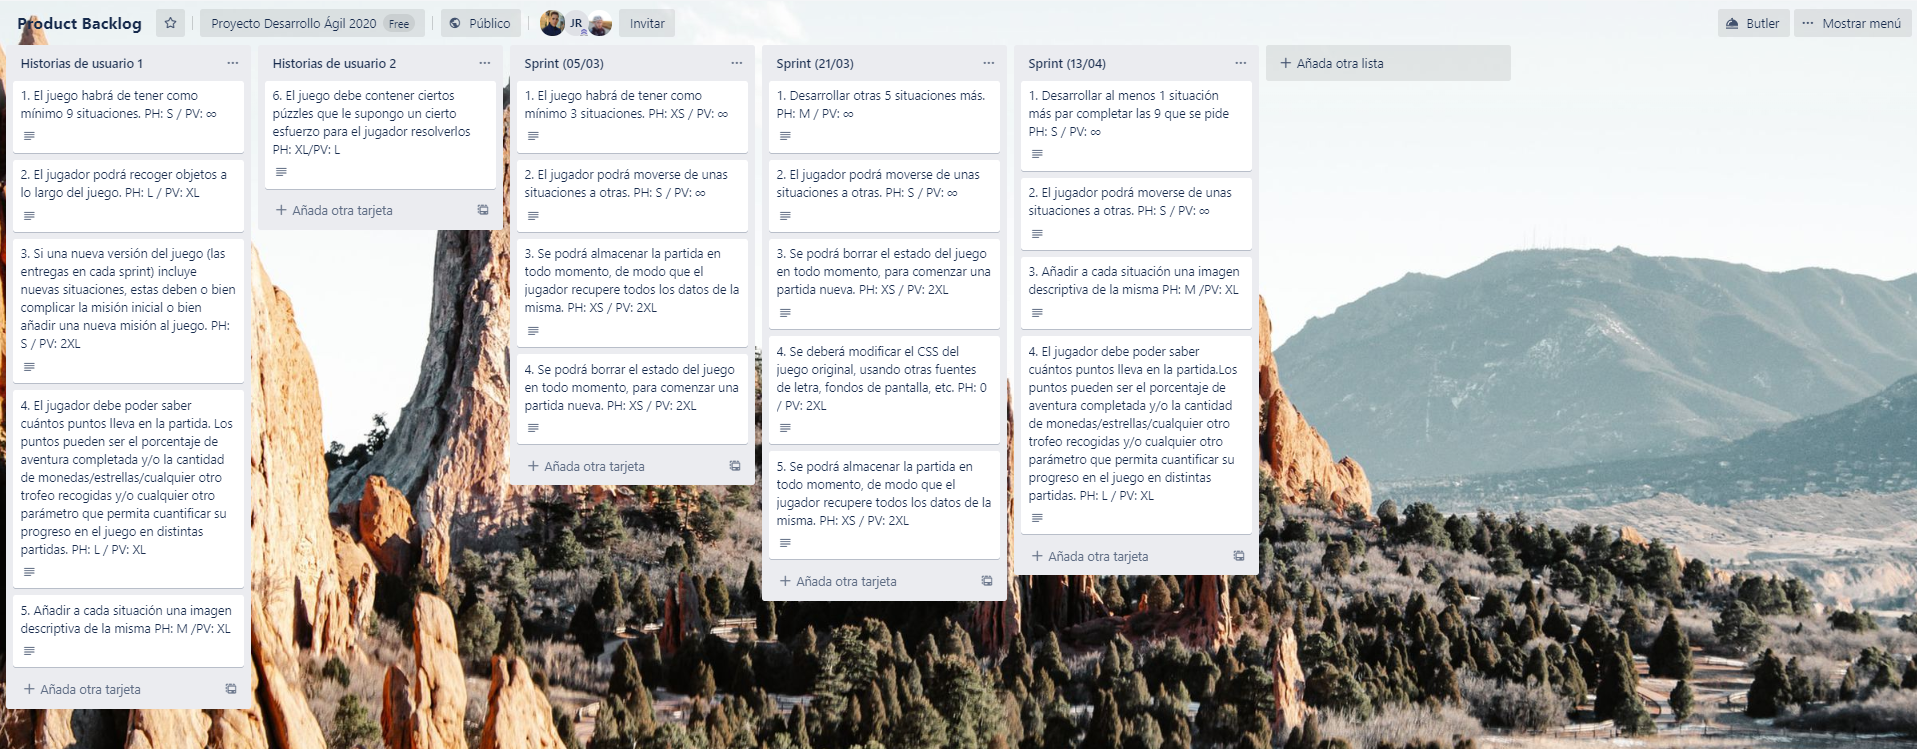 Product Backlog
Proyecto Desarrollo Ágil 2020 Free
Público
JR
Invitar
Butler
Mostrar menú
Historias de usuario 1
1. El juego habrá de tener como
mínimo 9 situaciones. PH: S / PV: ∞
2. El jugador podrá recoger objetos a
lo largo del juego. PH: L / PV: XL
3. Si una nueva versión del juego (las
entregas en cada sprint) incluye
nuevas situaciones, estas deben o bien
complicar la misión inicial o bien
añadir una nueva misión al juego. PH:
S / PV: 2XL
4. El jugador debe poder saber
cuántos puntos lleva en la partida. Los
puntos pueden ser el porcentaje de
aventura completada y/o la cantidad
de monedas/estrellas/cualquier otro
trofeo recogidas y/o cualquier otro
parámetro que permita cuantificar su
progreso en el juego en distintas
partidas. PH: L / PV: XL
5. Añadir a cada situación una imagen
descriptiva de la misma PH: M /PV: XL
Añada otra tarjeta
Historias de usuario 2
6. El juego debe contener ciertos
púzzles que le supongo un cierto
esfuerzo para el jugador resolverlos
PH: XL/PV: L
Añada otra tarjeta
Sprint (05/03)
1. El juego habrá de tener como
mínimo 3 situaciones. PH: XS / PV: ∞
2. El jugador podrá moverse de unas
situaciones a otras. PH: S / PV: ∞
3. Se podrá almacenar la partida en
todo momento, de modo que el
jugador recupere todos los datos de la
misma. PH: XS / PV: 2XL
4. Se podrá borrar el estado del juego
en todo momento, para comenzar una
partida nueva. PH: XS / PV: 2XL
Añada otra tarjeta
Sprint (21/03)
1. Desarrollar otras 5 situaciones más.
PH: M / PV: ∞
2. El jugador podrá moverse de unas
situaciones a otras. PH: S / PV: ∞
3. Se podrá borrar el estado del juego
en todo momento, para comenzar una
partida nueva. PH: XS / PV: 2XL
4. Se deberá modificar el CSS del
juego original, usando otras fuentes
de letra, fondos de pantalla, etc. PH: 0
/ PV: 2XL
5. Se podrá almacenar la partida en
todo momento, de modo que el
jugador recupere todos los datos de la
misma. PH: XS / PV: 2XL
Añada otra tarjeta
Sprint (13/04)
1. Desarrollar al menos 1 situación
más par completar las 9 que se pide
PH: S / PV: ∞
2. El jugador podrá moverse de unas
situaciones a otras. PH: S / PV: ∞
3. Añadir a cada situación una imagen
descriptiva de la misma PH: M /PV: XL
4. El jugador debe poder saber
cuántos puntos lleva en la partida.Los
puntos pueden ser el porcentaje de
aventura completada y/o la cantidad
de monedas/estrellas/cualquier otro
trofeo recogidas y/o cualquier otro
parámetro que permita cuantificar su
progreso en el juego en distintas
partidas. PH: L / PV: XL
Añada otra tarjeta
Añada otra lista